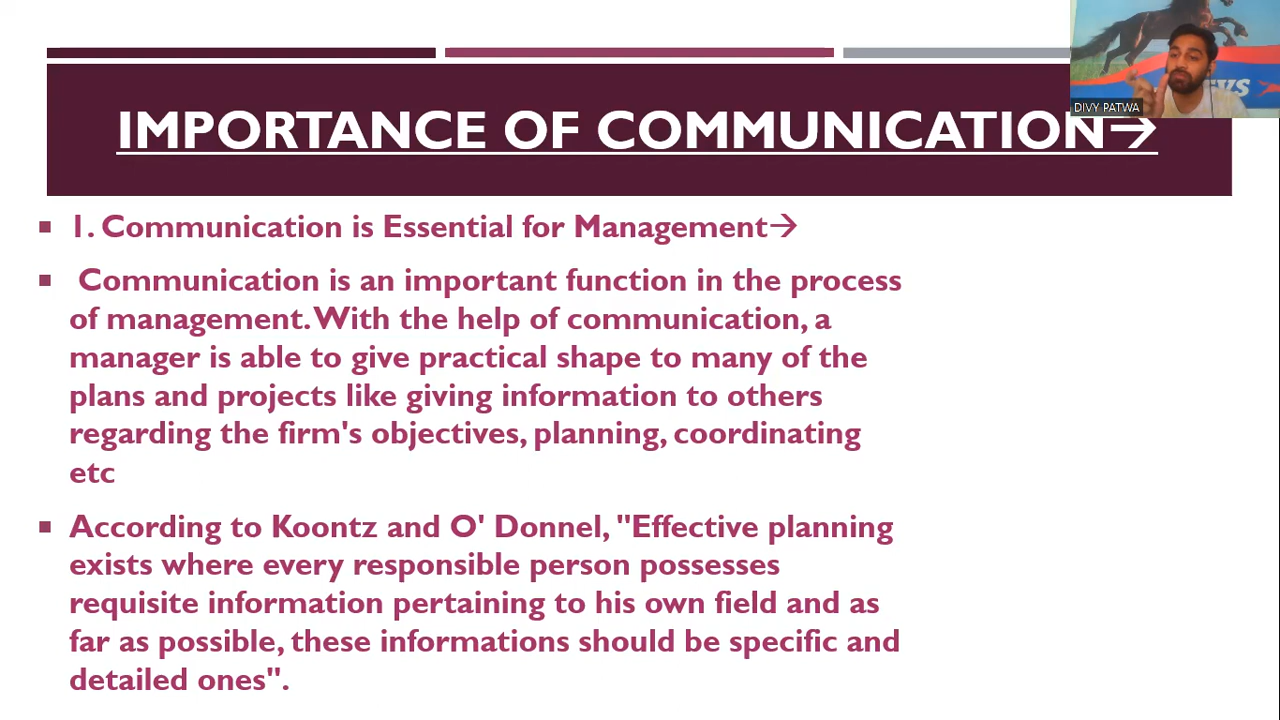 IMPORTANCE OF COMMUNICATION→
DIVY PATWA
VS
▪ 1. Communication is Essential for Management→
▪ Communication is an important function in the process
of management. With the help of communication, a
manager is able to give practical shape to many of the
plans and projects like giving information to others
regarding the firm's objectives, planning, coordinating
etc
▪ According to Koontz and O' Donnel, "Effective planning
exists where every responsible person possesses
requisite information pertaining to his own field and as
far as possible, these informations should be specific and
detailed ones".